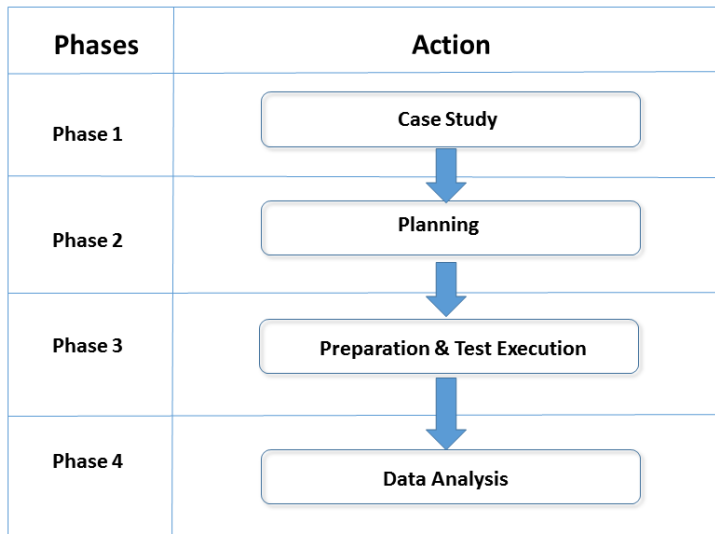 Phases
Action
Phase 1
Case Study
Phase 2
Planning
Phase 3
Preparation & Test Execution
Phase 4
Data Analysis